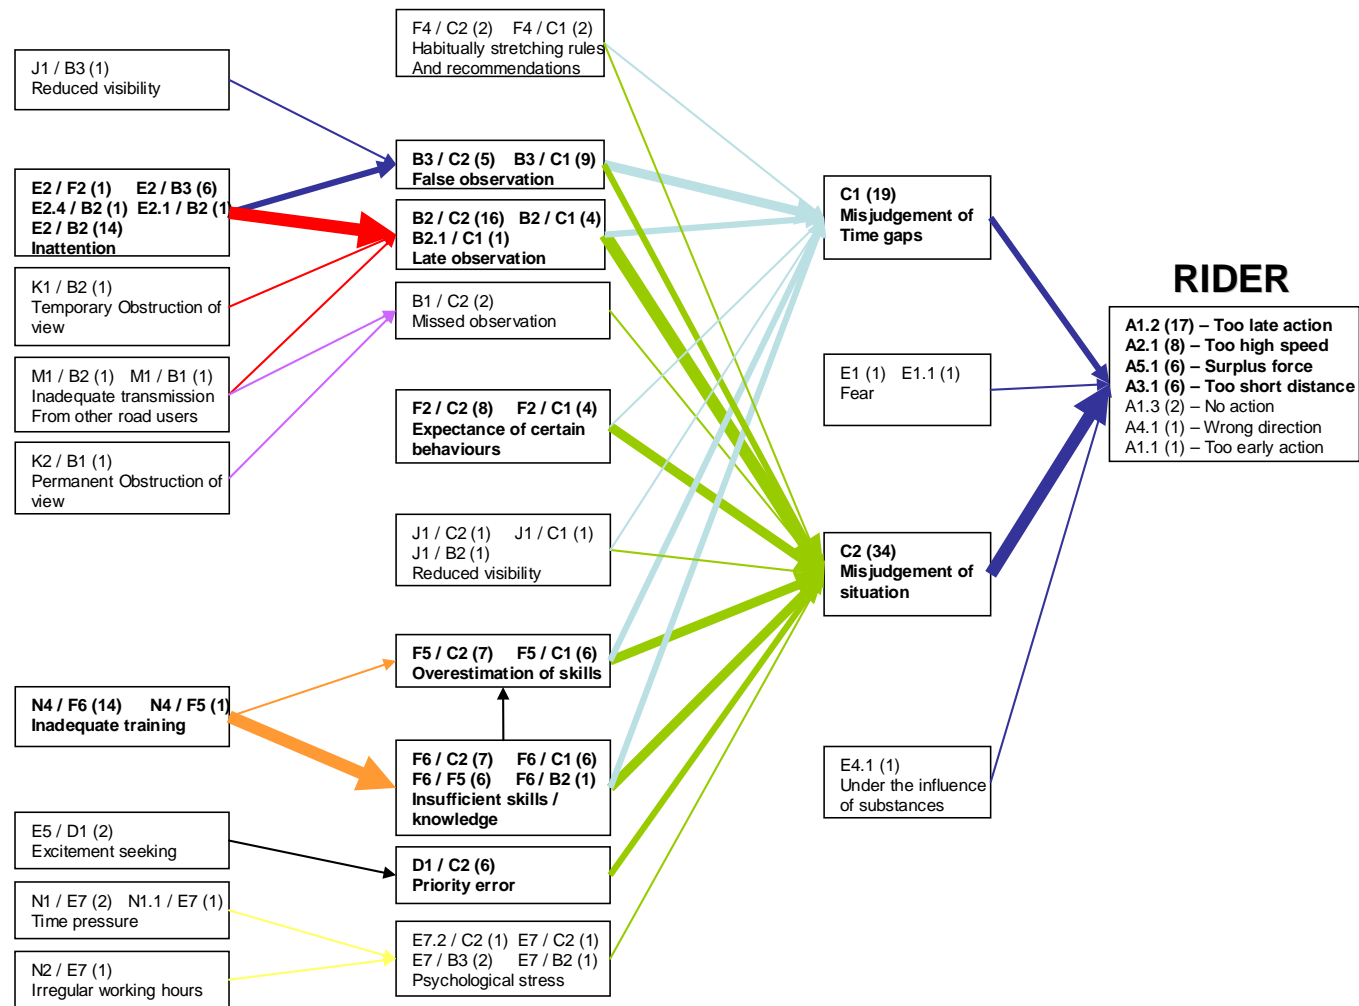 J1 / B3 (1)
Reduced visibility
E2 / F2 (1) E2 / B3 (6)
E2.4 / B2 (1) E2.1 / B2 (1)
E2 / B2 (14)
Inattention
K1 / B2 (1)
Temporary Obstruction of
view
M1 / B2 (1) M1 / B1 (1)
Inadequate transmission
From other road users
K2 / B1 (1)
Permanent Obstruction of
view
N4 / F6 (14) N4 / F5 (1)
Inadequate training
E5 / D1 (2)
Excitement seeking
N1 / E7 (2) N1.1 / E7 (1)
Time pressure
N2 / E7 (1)
Irregular working hours
F4 / C2 (2) F4 / C1 (2)
Habitually stretching rules
And recommendations
B3 / C2 (5) B3 / C1 (9)
False observation
B2 / C2 (16) B2 / C1 (4)
B2.1 / C1 (1)
Late observation
B1 / C2 (2)
Missed observation
F2 / C2 (8) F2 / C1 (4)
Expectance of certain
behaviours
J1 / C2 (1) J1 / C1 (1)
J1 / B2 (1)
Reduced visibility
F5 / C2 (7) F5 / C1 (6)
Overestimation of skills
F6 / C2 (7) F6 / C1 (6)
F6 / F5 (6) F6 / B2 (1)
Insufficient skills /
knowledge
D1 / C2 (6)
Priority error
E7.2 / C2 (1) E7 / C2 (1)
E7 / B3 (2) E7 / B2 (1)
Psychological stress
C1 (19)
Misjudgement of
Time gaps
E1 (1) E1.1 (1)
Fear
C2 (34)
Misjudgement of
situation
E4.1 (1)
Under the influence
of substances
RIDER
A1.2 (17) – Too late action
A2.1 (8) – Too high speed
A5.1 (6) – Surplus force
A3.1 (6) – Too short distance
A1.3 (2) – No action
A4.1 (1) – Wrong direction
A1.1 (1) – Too early action